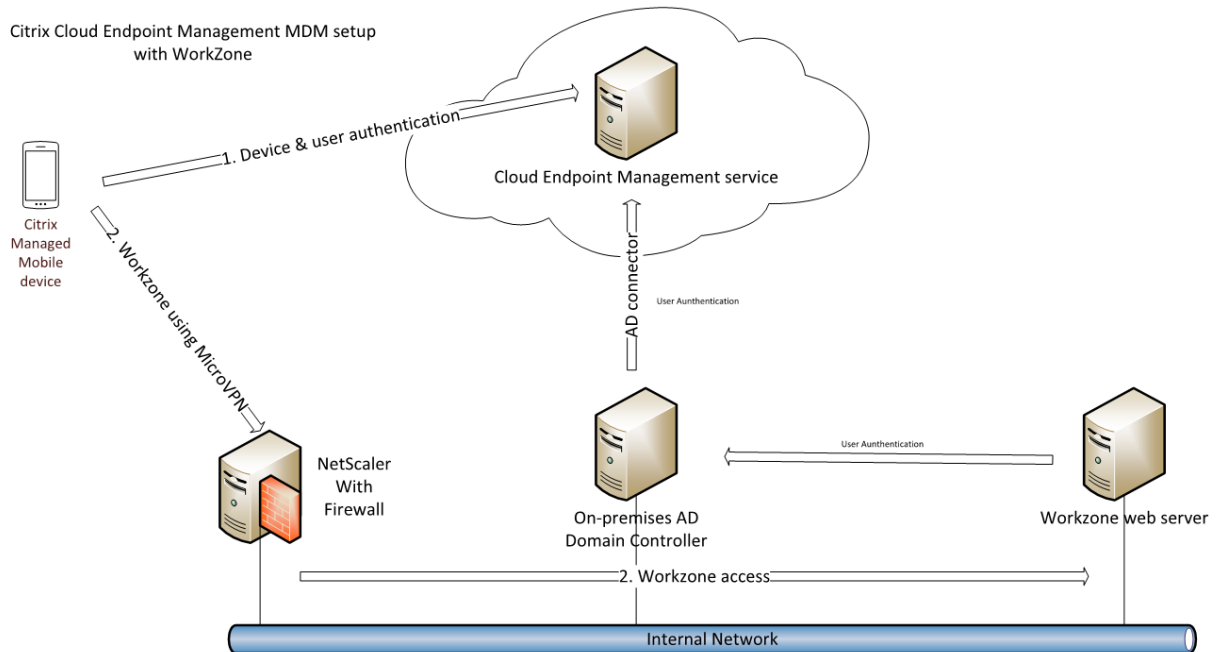 Citrix Cloud Endpoint Management MDM setup
with WorkZone
1. Device & user authentication
Cloud Endpoint Management service
Citrix
Managed
Mobile
device
2. Workzone using MicroVPN
AD connector
User Aunthentication
NetScaler
With
Firewall
On-premises AD
Domain Controller
User Aunthentication
Workzone web server
2. Workzone access
Internal Network